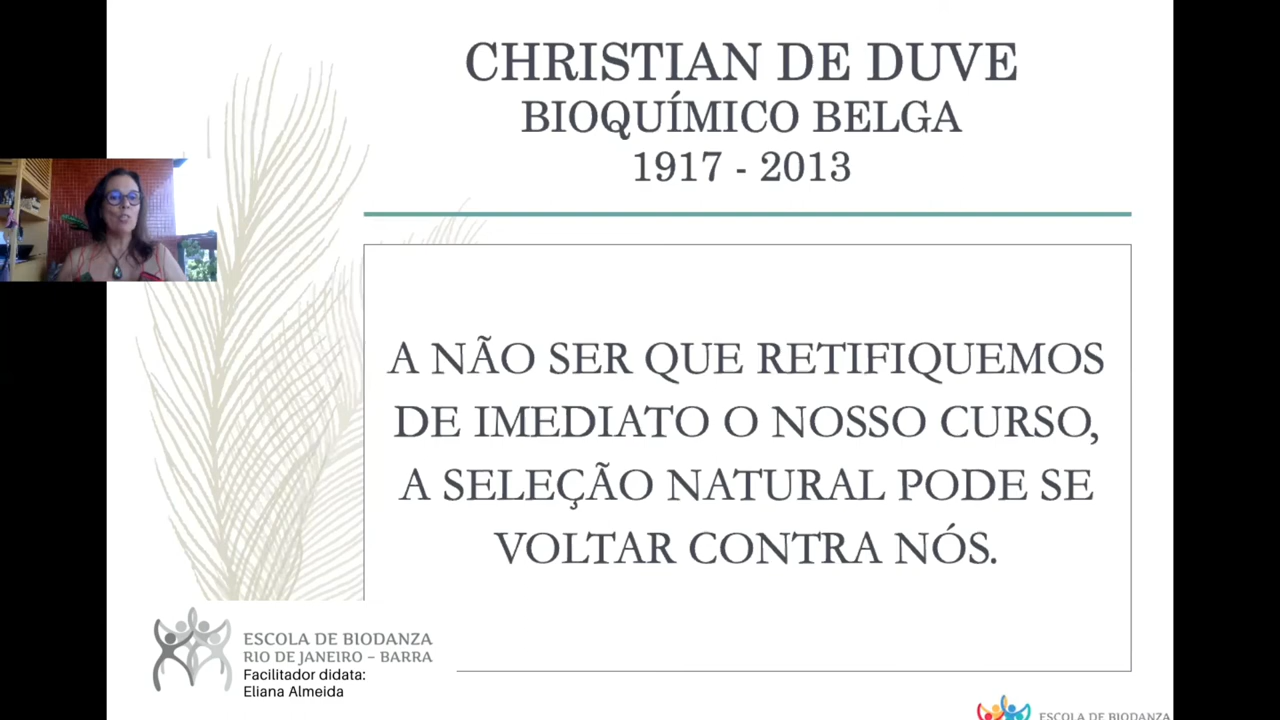 CHRISTIAN DE DUVE
BIOQUÍMICO BELGA
1917 - 2013
A NÃO SER QUE RETIFIQUEMOS
DE IMEDIATO O NOSSO CURSO,
A SELEÇÃO NATURAL PODE SE
VOLTAR CONTRA NÓS.
ESCOLA DE BIODANZA
RIO DE JANEIRO – BARRA
Facilitador didata:
Eliana Almeida
ESCOLA DE BIODANZA